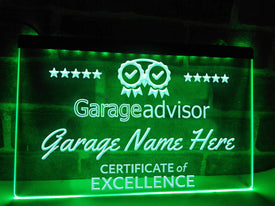 Garageadvisor
Garage Name Here
CERTIFICATE of
EXCELLENCE